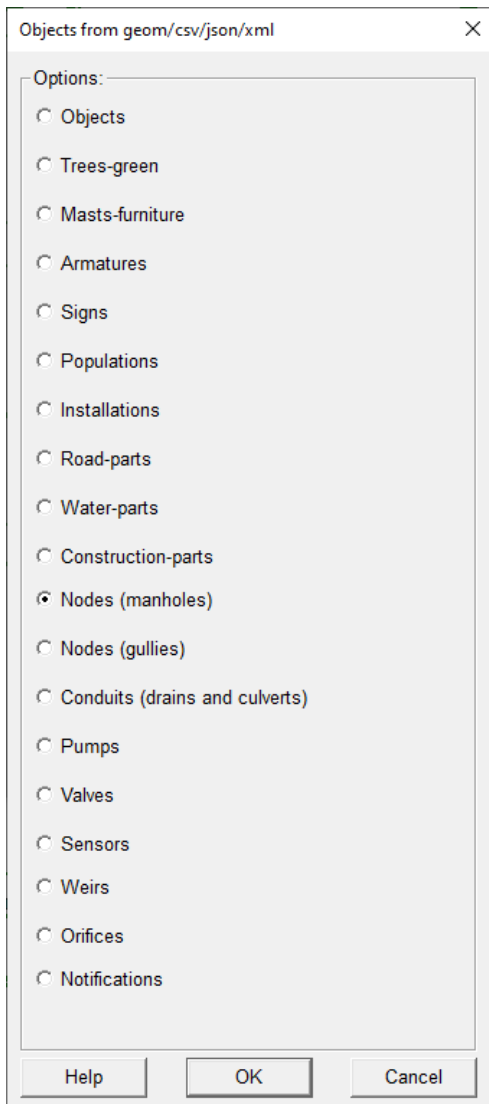 Objects from geom/csv/json/xml
Options:
Objects
Trees-green
Masts-furniture
Armatures
Signs
Populations
Installations
Road-parts
Water-parts
Construction-parts
Nodes (manholes)
Nodes (gullies)
Conduits (drains and culverts)
Pumps
Valves
Sensors
Weirs
Orifices
Notifications
Help OK Cancel